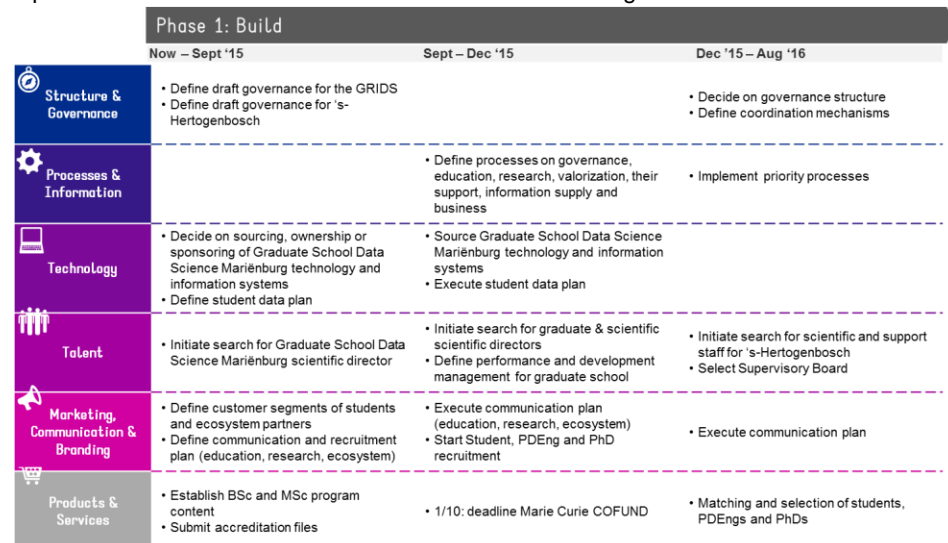 Phase 1: Build
Now – Sept ‘15
Sept – Dec ‘15
Dec ’15 – Aug ‘16
Structure &
Governance
• Define draft governance for the GRIDS
• Define draft governance for ‘s-
Hertogenbosch
• Decide on governance structure
• Define coordination mechanisms
Processes &
Information
• Define processes on governance,
education, research, valorization, their
support, information supply and
business
• Implement priority processes
Technology
• Decide on sourcing, ownership or
sponsoring of Graduate School Data
Science Mariënburg technology and
information systems
• Define student data plan
• Source Graduate School Data Science
Mariënburg technology and information
systems
• Execute student data plan
Talent
• Initiate search for Graduate School Data
Science Mariënburg scientific director
• Initiate search for graduate & scientific
scientific directors
• Define performance and development
management for graduate school
• Initiate search for scientific and support
staff for ‘s-Hertogenbosch
• Select Supervisory Board
Marketing,
Communication &
Branding
• Define customer segments of students
and ecosystem partners
• Define communication and recruitment
plan (education, research, ecosystem)
• Execute communication plan
(education, research, ecosystem)
• Start Student, PDEng and PhD
recruitment
• Execute communication plan
Products &
Services
• Establish BSc and MSc program
content
• Submit accreditation files
• 1/10: deadline Marie Curie COFUND
• Matching and selection of students,
PDEngs and PhDs